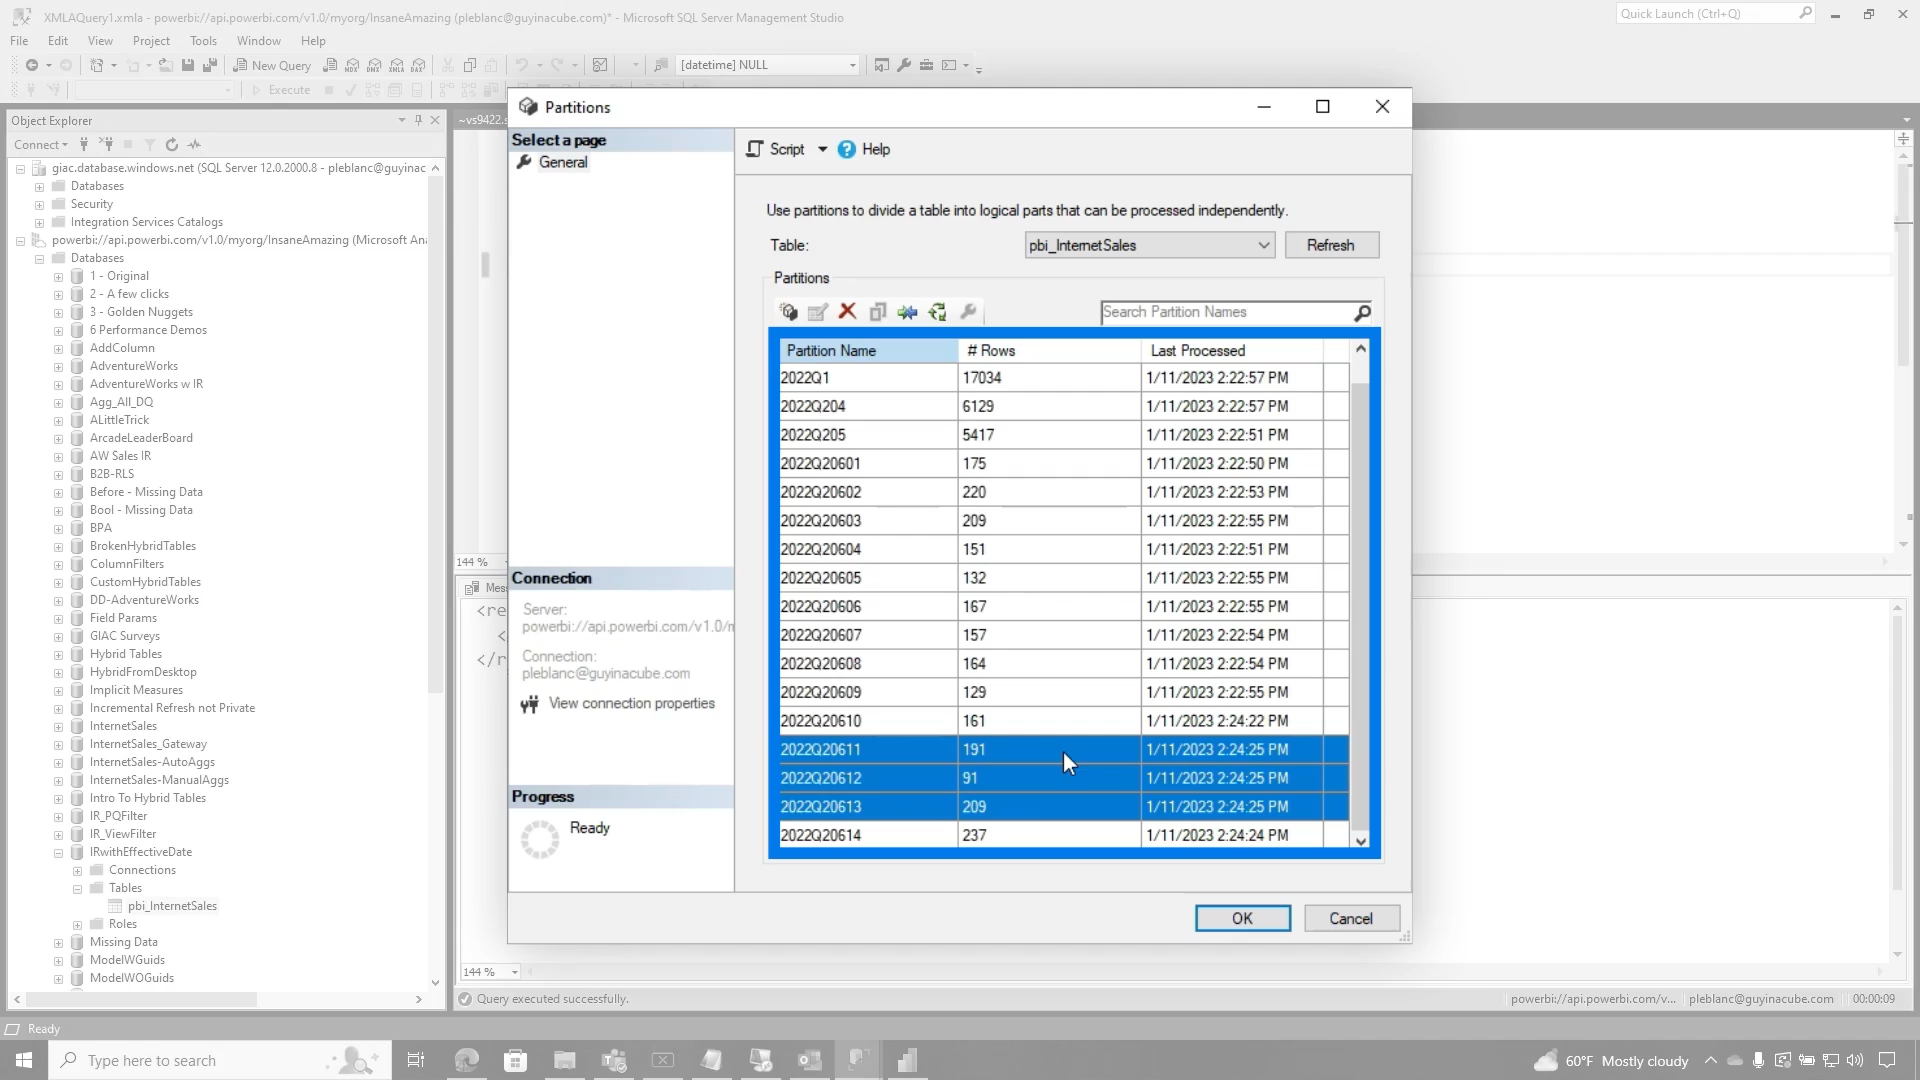 XMLAQuery1.xmla - powerbi://api.powerbi.com/v1.0/myorg/InsaneAmazing (pleblanc@guyinacube.com)* - Microsoft SQL Server Management Studio
Quick Launch (Ctrl+Q)
File Edit View Project Tools Window Help
New Query
[datetime] NULL
Execute
Object Explorer
Connect
giac.database.windows.net (SQL Server 12.0.2000.8 - pleblanc@guyinac
Databases
Security
Integration Services Catalogs
powerbi://api.powerbi.com/v1.0/myorg/InsaneAmazing (Microsoft An
Databases
1 - Original
2 - A few clicks
3 - Golden Nuggets
6 Performance Demos
AddColumn
AdventureWorks
AdventureWorks w IR
Agg_All_DQ
ALittleTrick
ArcadeLeaderBoard
AW Sales IR
B2B-RLS
Before - Missing Data
Bool - Missing Data
BPA
BrokenHybridTables
ColumnFilters
CustomHybridTables
DD-AdventureWorks
Field Params
GIAC Surveys
Hybrid Tables
HybridFromDesktop
Implicit Measures
Incremental Refresh not Private
InternetSales
InternetSales_Gateway
InternetSales-AutoAggs
InternetSales-ManualAggs
Intro To Hybrid Tables
IR_PQFilter
IR_ViewFilter
IRwithEffectiveDate
Connections
Tables
pbi_InternetSales
Roles
Missing Data
ModelWGuids
ModelWOGuids
~vs9422.s
144 %
Mess
<re
<
</r
144 %
Partitions
Select a page
General
Connection
Server:
powerbi://api.powerbi.com/v1.0/m
Connection:
pleblanc@guyinacube.com
View connection properties
Progress
Ready
Script
Help
Use partitions to divide a table into logical parts that can be processed independently.
Table: pbi_InternetSales Refresh
Partitions
Search Partition Names
Partition Name # Rows Last Processed
2022Q1 17034 1/11/2023 2:22:57 PM
2022Q204 6129 1/11/2023 2:22:57 PM
2022Q205 5417 1/11/2023 2:22:51 PM
2022Q20601 175 1/11/2023 2:22:50 PM
2022Q20602 220 1/11/2023 2:22:53 PM
2022Q20603 209 1/11/2023 2:22:55 PM
2022Q20604 151 1/11/2023 2:22:51 PM
2022Q20605 132 1/11/2023 2:22:55 PM
2022Q20606 167 1/11/2023 2:22:55 PM
2022Q20607 157 1/11/2023 2:22:54 PM
2022Q20608 164 1/11/2023 2:22:54 PM
2022Q20609 129 1/11/2023 2:22:55 PM
2022Q20610 161 1/11/2023 2:24:22 PM
2022Q20611 191 1/11/2023 2:24:25 PM
2022Q20612 91 1/11/2023 2:24:25 PM
2022Q20613 209 1/11/2023 2:24:25 PM
2022Q20614 237 1/11/2023 2:24:24 PM
OK Cancel
Query executed successfully.
powerbi://api.powerbi.com/v... pleblanc@guyinacube.com 00:00:09
Ready
Type here to search
60°F Mostly cloudy